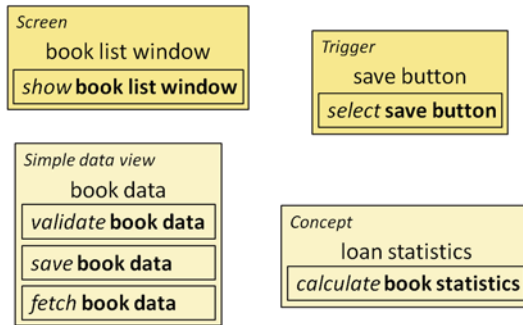 Screen
book list window
show book list window
Trigger
save button
select save button
Simple data view
book data
validate book data
save book data
fetch book data
Concept
loan statistics
calculate book statistics